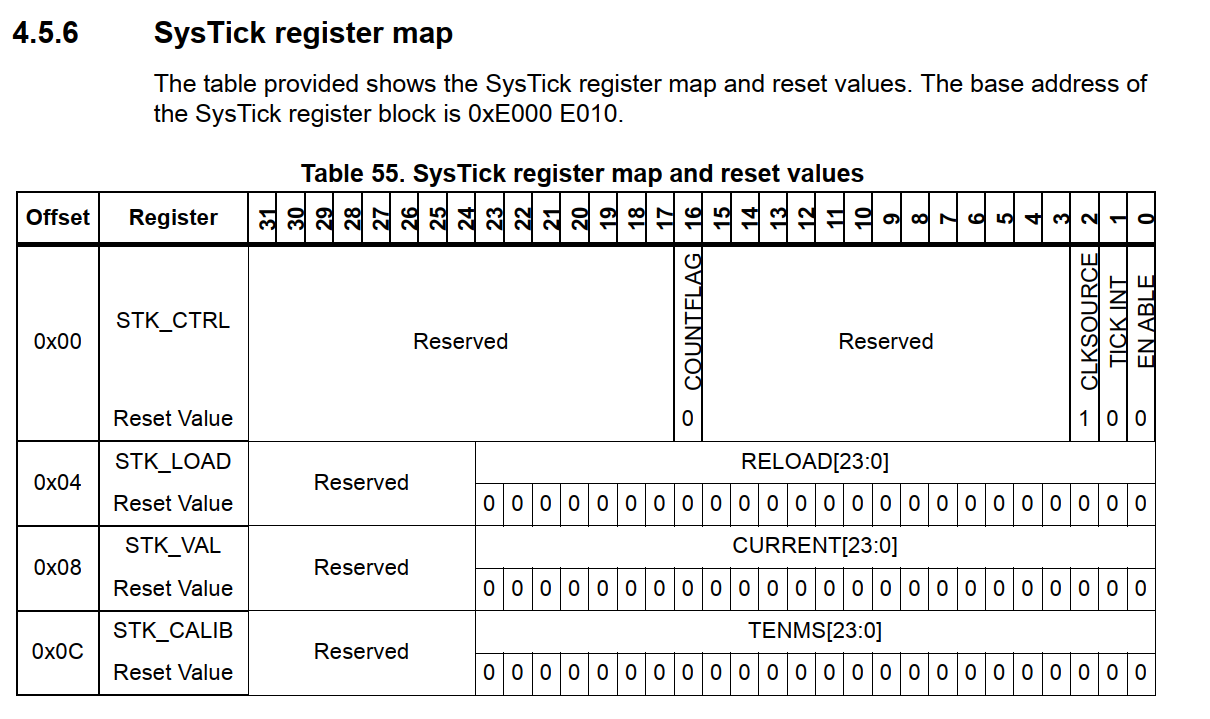 4.5.6 SysTick register map
The table provided shows the SysTick register map and reset values. The base address of
the SysTick register block is 0xE000 E010.
Table 55. SysTick register map and reset values
Offset Register 31 30 29 28 27 26 25 24 23 22 21 20 19 18 17 16 15 14 13 12 11 10 9 8 7 6 5 4 3 2 1 0
0x00 STK_CTRL Reserved COUNTFLAG Reserved CLKSOURCE TICK INT EN ABLE
Reset Value 0 1 0 0
0x04 STK_LOAD Reserved RELOAD[23:0]
Reset Value 0 0 0 0 0 0 0 0 0 0 0 0 0 0 0 0 0 0 0 0 0 0 0 0
0x08 STK_VAL Reserved CURRENT[23:0]
Reset Value 0 0 0 0 0 0 0 0 0 0 0 0 0 0 0 0 0 0 0 0 0 0 0 0
0x0C STK_CALIB Reserved TENMS[23:0]
Reset Value 0 0 0 0 0 0 0 0 0 0 0 0 0 0 0 0 0 0 0 0 0 0 0 0